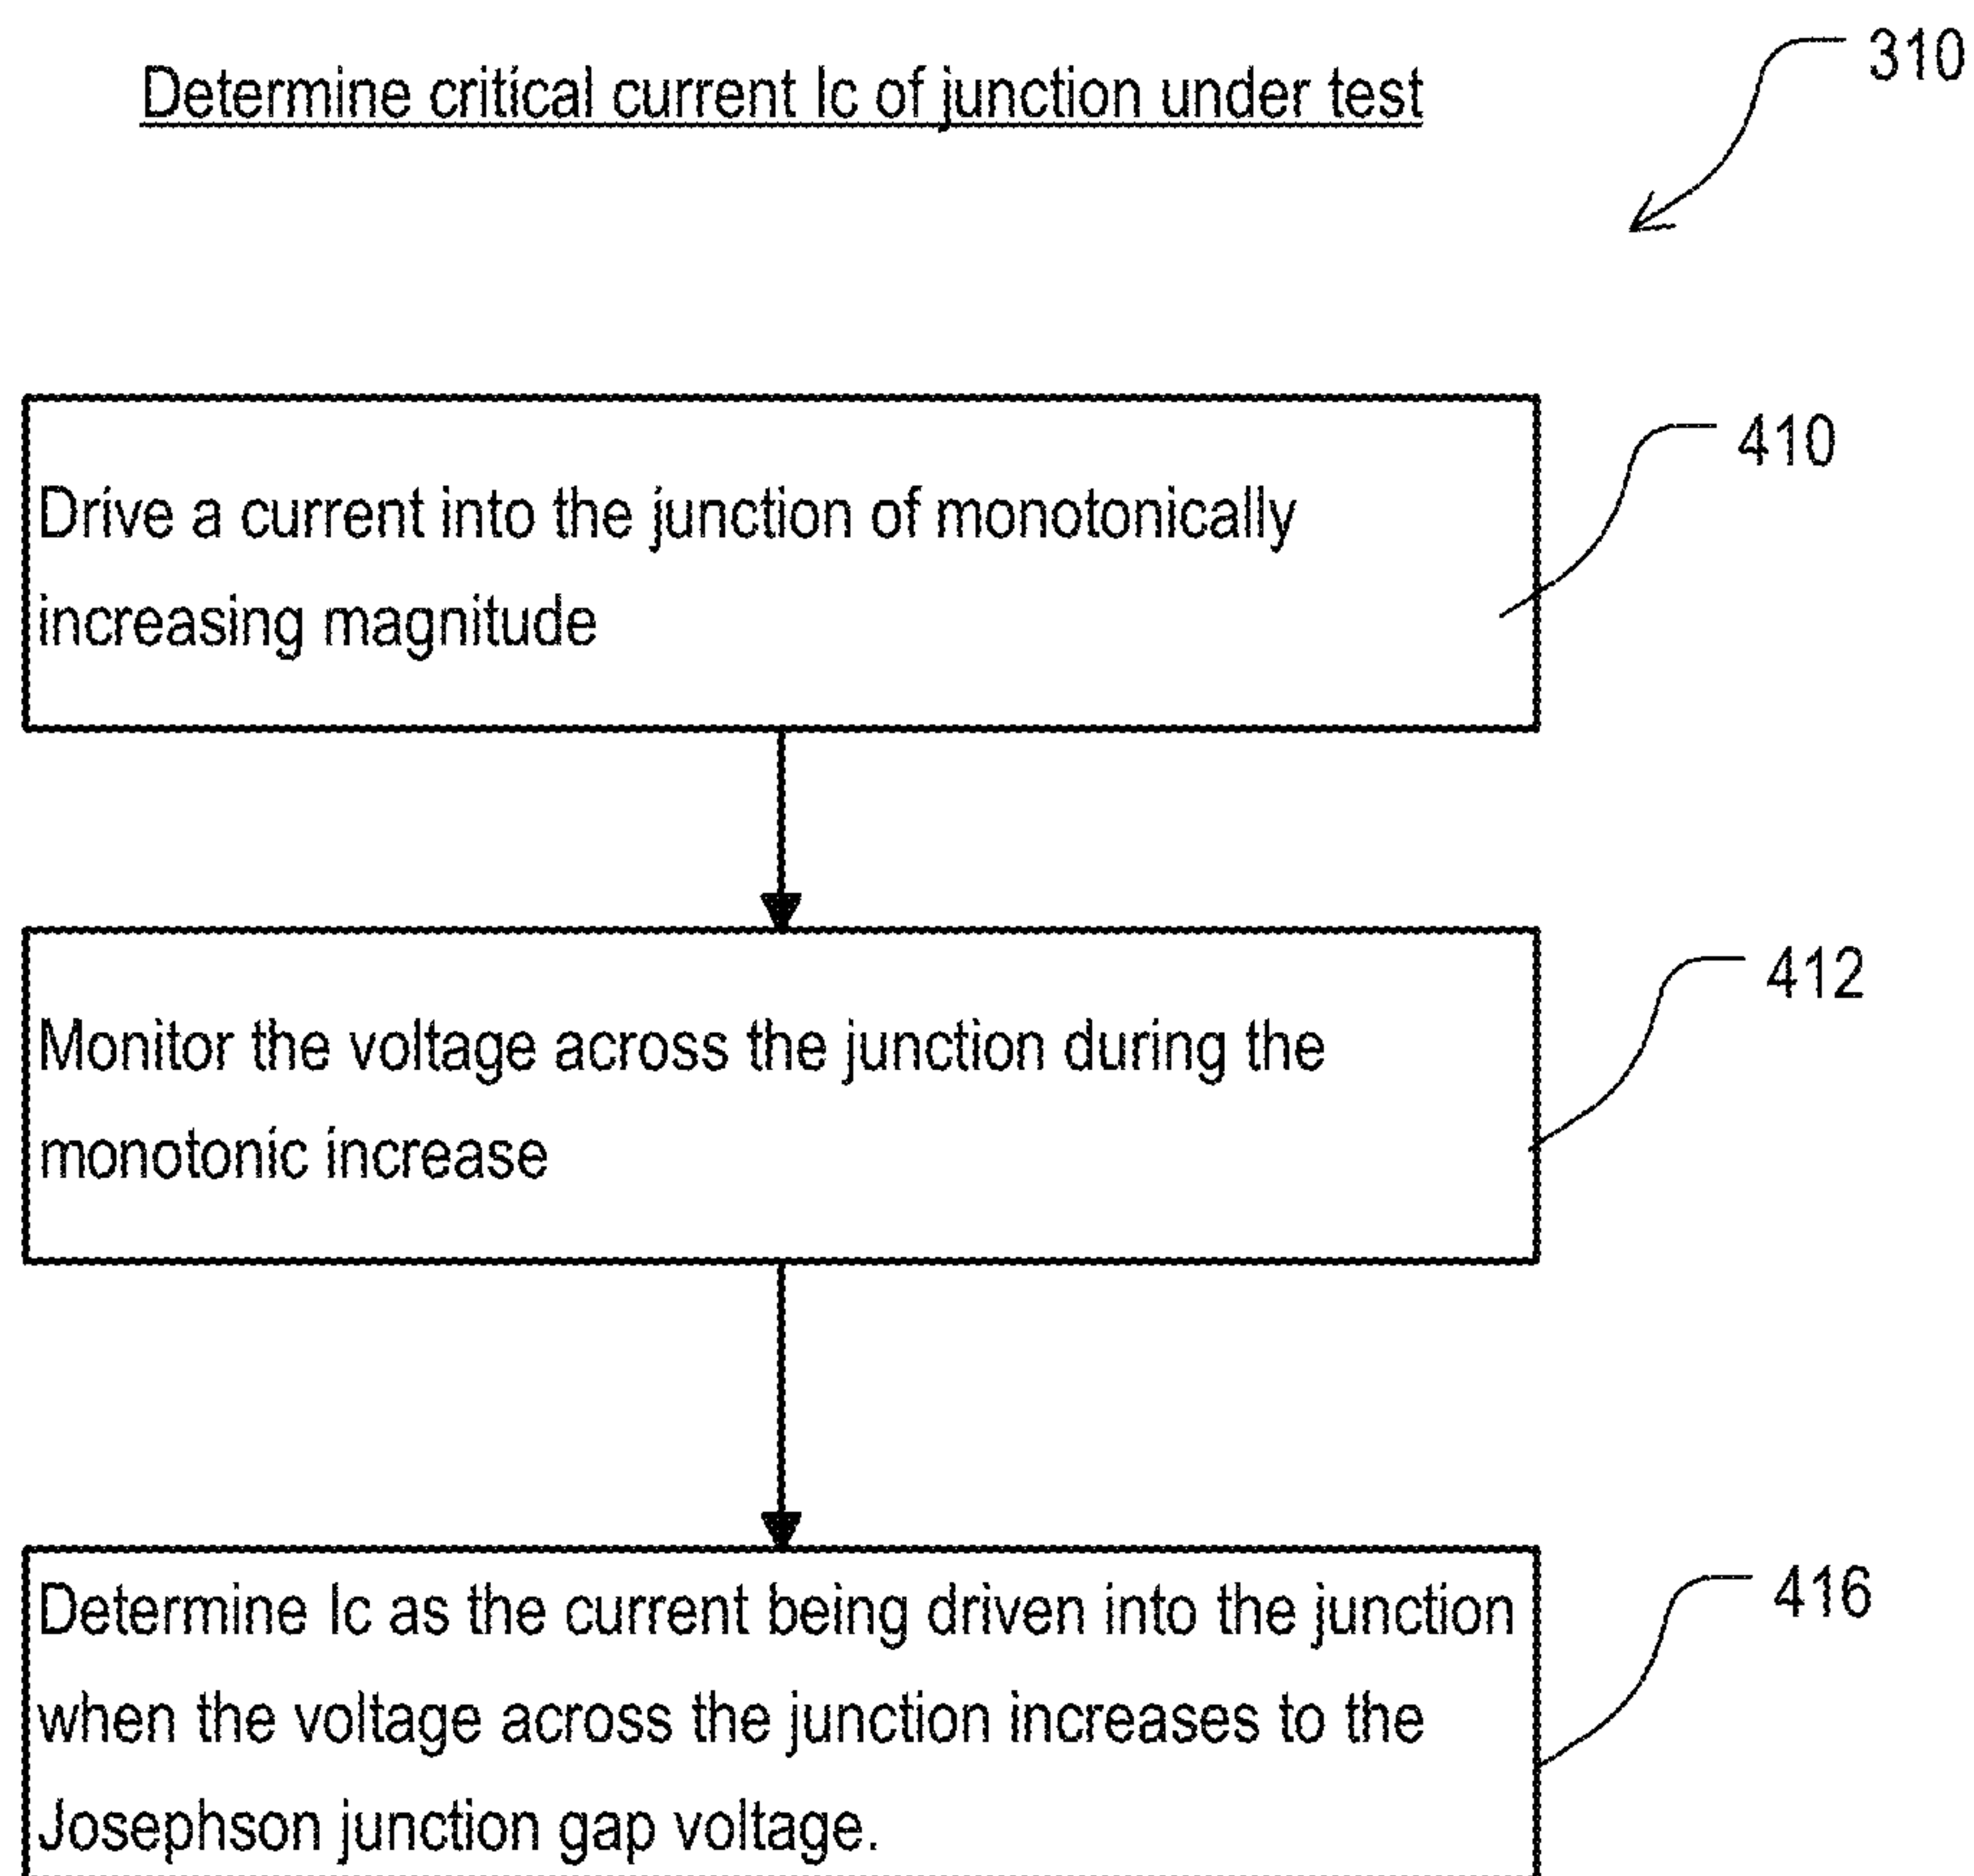 310
Determine critical current Ic of junction under test
410
Drive a current into the junction of monotonically
increasing magnitude
412
Monitor the voltage across the junction during the
monotonic increase
416
Determine Ic as the current being driven into the junction
when the voltage across the junction increases to the
Josephson junction gap voltage.